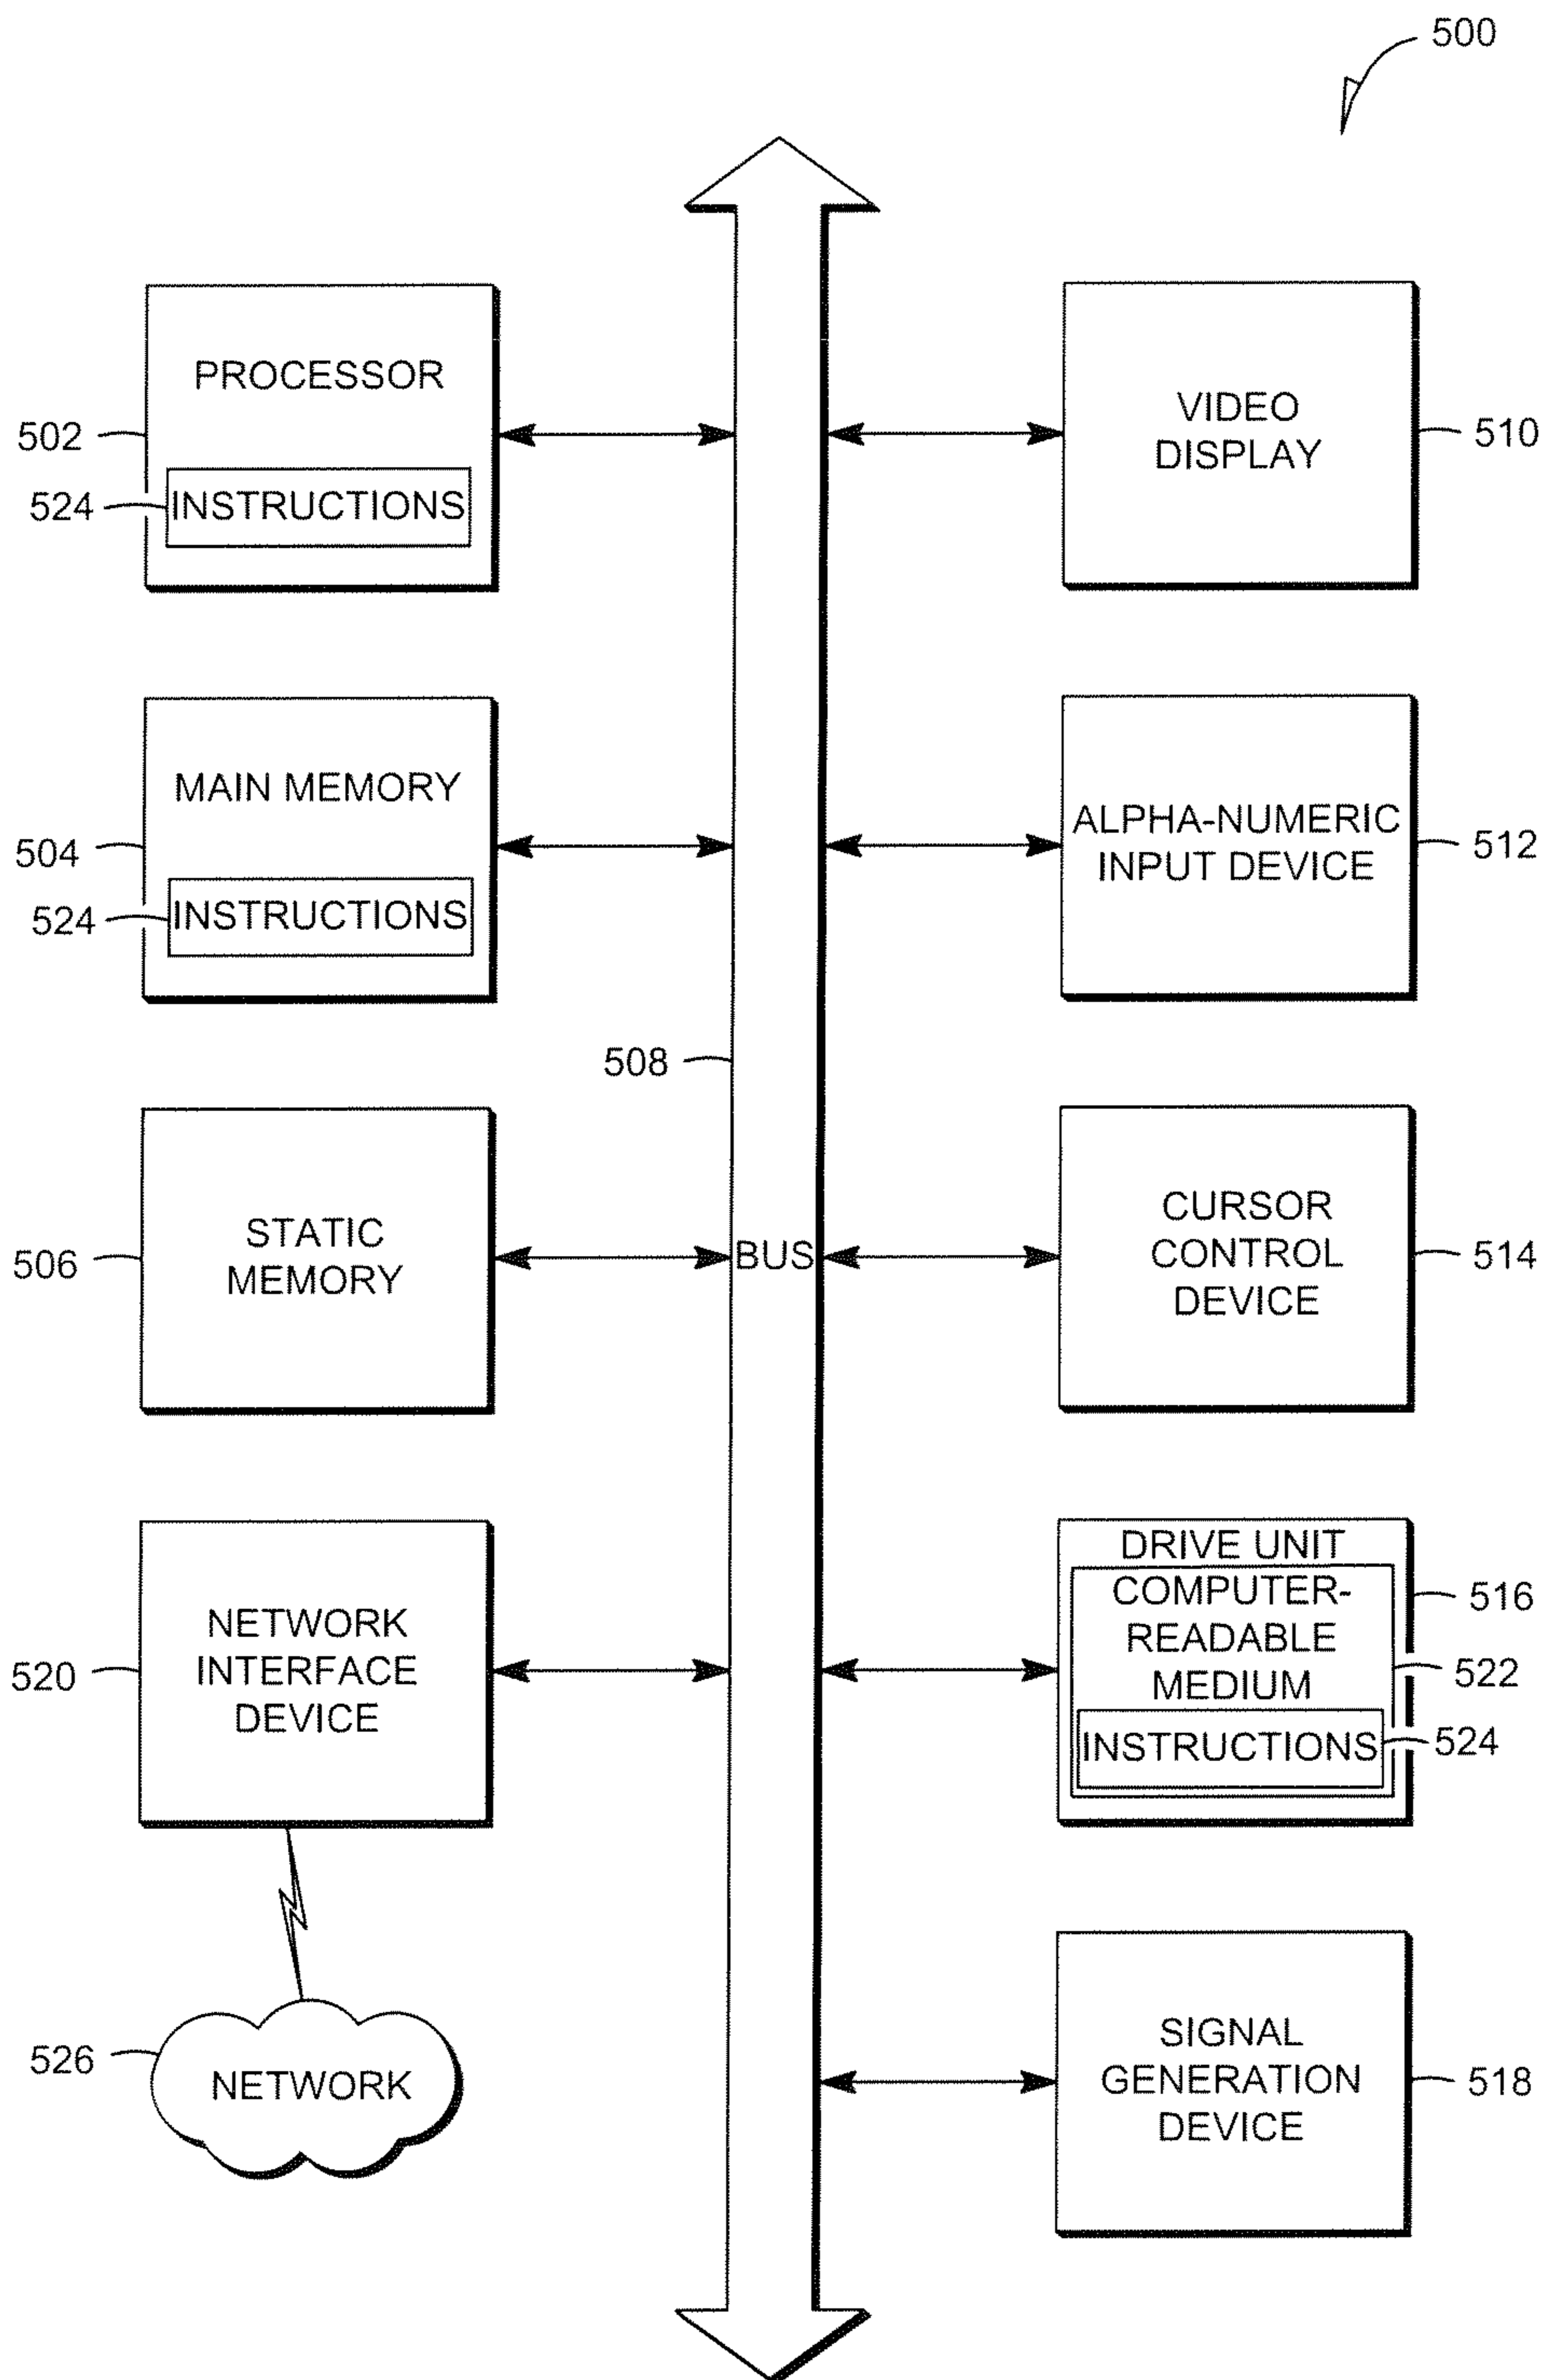 500
PROCESSOR
502
524
INSTRUCTIONS
VIDEO
DISPLAY
510
MAIN MEMORY
504
524
INSTRUCTIONS
ALPHA-NUMERIC
INPUT DEVICE
512
508
STATIC
MEMORY
506
BUS
CURSOR
CONTROL
DEVICE
514
NETWORK
INTERFACE
DEVICE
520
DRIVE UNIT
COMPUTER-
READABLE
MEDIUM
516
522
INSTRUCTIONS
524
526
NETWORK
SIGNAL
GENERATION
DEVICE
518